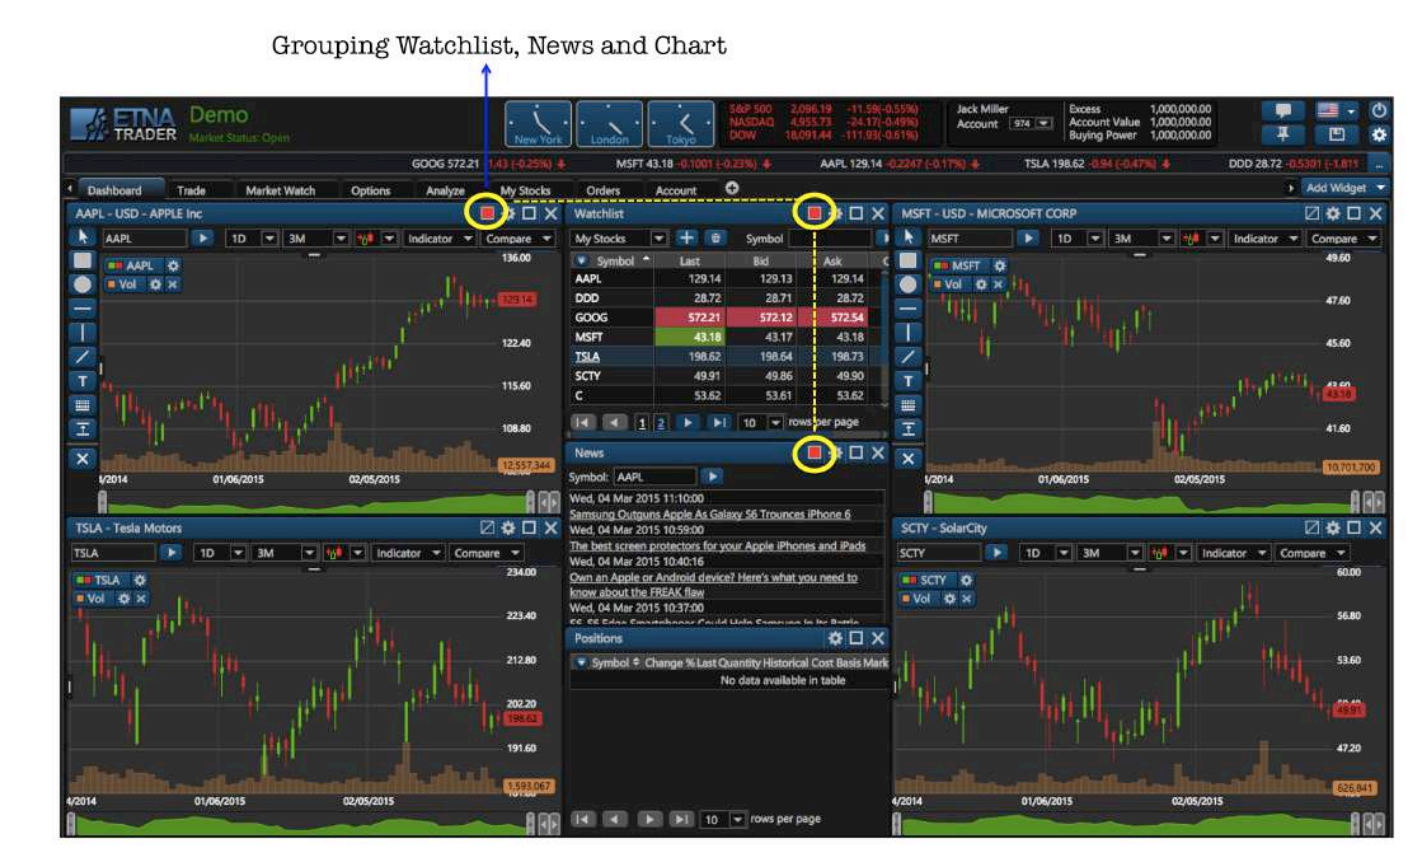 Grouping Watchlist, News and Chart
ETNA TRADER
Demo
Market Status: Open
New York
London
Tokyo
S&P 500 2,096.19 -11.59(-0.55%)
NASDAQ 4,955.73 -24.17(-0.49%)
DOW 18,091.44 -111.93(-0.61%)
Jack Miller
Account 974
Excess 1,000,000.00
Account Value 1,000,000.00
Buying Power 1,000,000.00
GOOG 572.21 -1.43 (-0.25%) MSFT 43.18 -0.1001 (-0.23%) AAPL 129.14 -0.2247 (-0.17%) TSLA 198.62 -0.94 (-0.47%) DDD 28.72 -0.5301 (-1.811 ...
Dashboard Trade Market Watch Options Analyze My Stocks Orders Account Add Widget
AAPL - USD - APPLE Inc
AAPL 1D 3M Indicator Compare
AAPL
Vol
136.00
129.14
122.40
115.60
108.80
12,557,344
4/2014 01/06/2015 02/05/2015
Watchlist
My Stocks Symbol
Symbol Last Bid Ask
AAPL 129.14 129.13 129.14
DDD 28.72 28.71 28.72
GOOG 572.21 572.12 572.54
MSFT 43.18 43.17 43.18
TSLA 198.62 198.64 198.73
SCTY 49.91 49.86 49.90
C 53.62 53.61 53.62
1 2 10 rows per page
MSFT - USD - MICROSOFT CORP
MSFT 1D 3M Indicator Compare
MSFT
Vol
49.60
47.60
45.60
43.60
43.18
41.60
10,701,700
4/2014 01/06/2015 02/05/2015
News
Symbol: AAPL
Wed, 04 Mar 2015 11:10:00
Samsung Outguns Apple As Galaxy S6 Trounces iPhone 6
Wed, 04 Mar 2015 10:59:00
The best screen protectors for your Apple iPhones and iPads
Wed, 04 Mar 2015 10:40:16
Own an Apple or Android device? Here's what you need to
know about the FREAK flaw
Wed, 04 Mar 2015 10:37:00
S6, S6 Edge Smartphones Could Help Samsung In Its Battle
TSLA - Tesla Motors
TSLA 1D 3M Indicator Compare
TSLA
Vol
234.00
223.40
212.80
202.20
198.62
191.60
1,593,067
4/2014 01/06/2015 02/05/2015
Positions
Symbol Change % Last Quantity Historical Cost Basis Mark
No data available in table
10 rows per page
SCTY - SolarCity
SCTY 1D 3M Indicator Compare
SCTY
Vol
60.00
56.80
53.60
49.91
47.20
626,841
4/2014 01/06/2015 02/05/2015